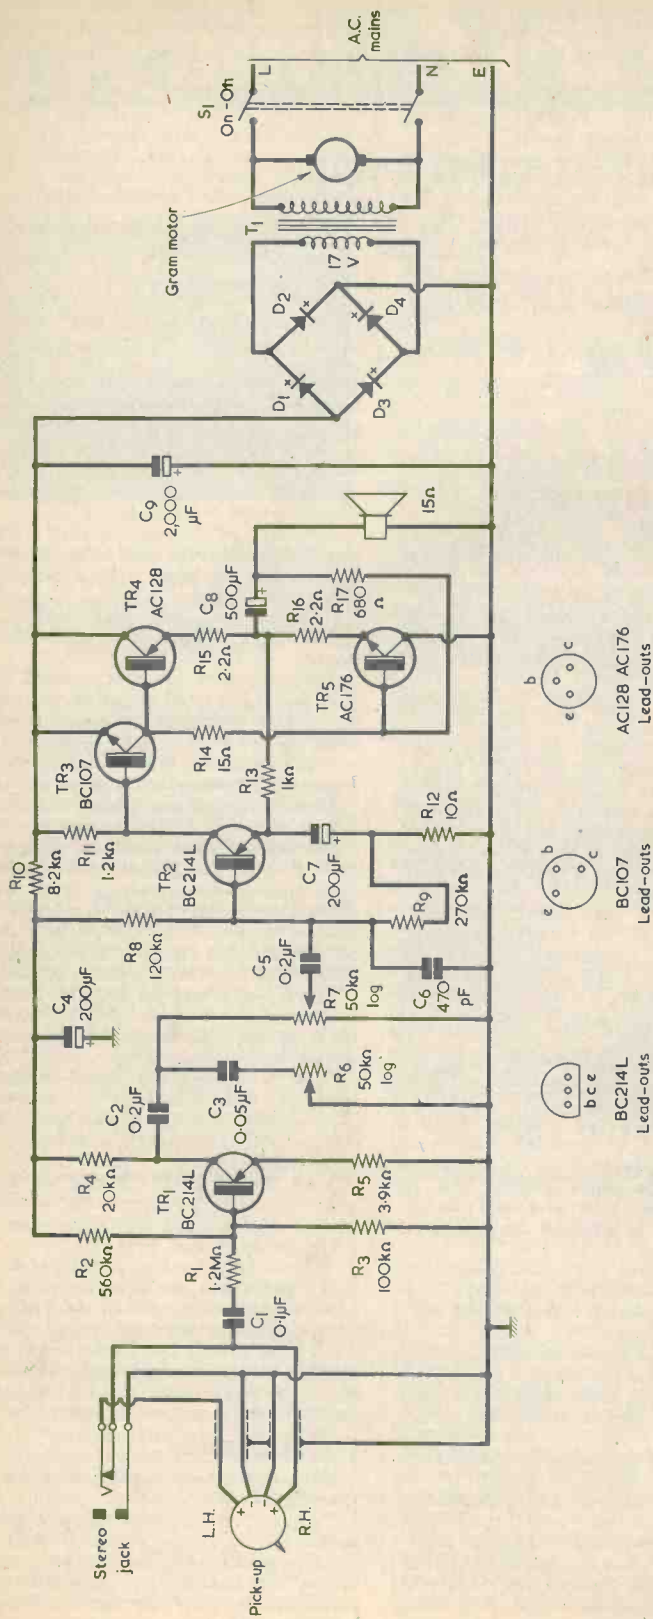 Stereo
jack
Pick-up
L.H.
R.H.
+
-
-
+
C1
0·1µF
R1
1·2MΩ
R2
560kΩ
R3
100kΩ
R4
20kΩ
TR1
BC214L
R5
3·9kΩ
C2
0·2µF
C3
0·05µF
R6
50kΩ
log
C4
200µF
+
R7
50kΩ
log
C5
0·2µF
R8
120kΩ
C6
470
pF
R9
270kΩ
R10
8·2kΩ
R11
1·2kΩ
TR2
BC214L
C7
200µF
+
R12
10Ω
TR3
BC107
R13
1kΩ
R14
15Ω
TR4
AC128
R15
2·2Ω
C8
500µF
+
R16
2·2Ω
TR5
AC176
R17
680
Ω
15Ω
C9
2,000
µF
+
D1
+
D2
+
D3
+
D4
+
17
V
T1
Gram motor
S1
On-Off
L
N
E
A.C.
mains
b c e
BC214L
Lead-outs
e
b
c
BC107
Lead-outs
b
e
c
AC128 AC176
Lead-outs